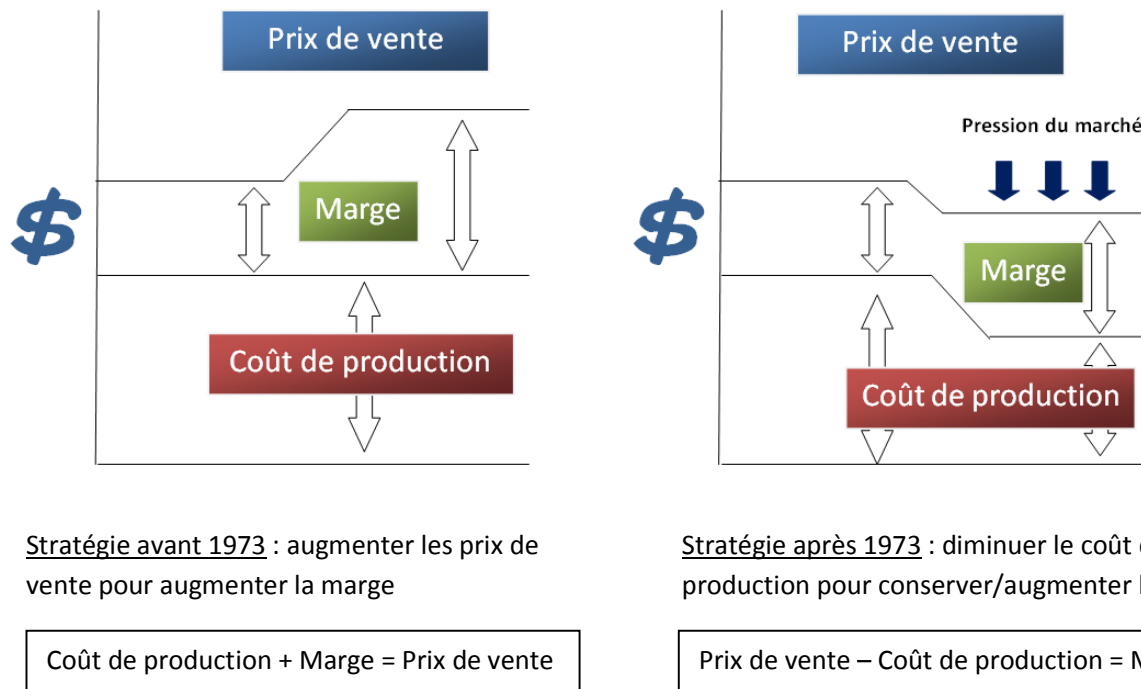 Prix de vente
$
Marge
Coût de production
Stratégie avant 1973 : augmenter les prix de
vente pour augmenter la marge
Coût de production + Marge = Prix de vente
Prix de vente
Pression du marché
$
Marge
Coût de production
Stratégie après 1973 : diminuer le coût
production pour conserver/augmenter
Prix de vente – Coût de production =